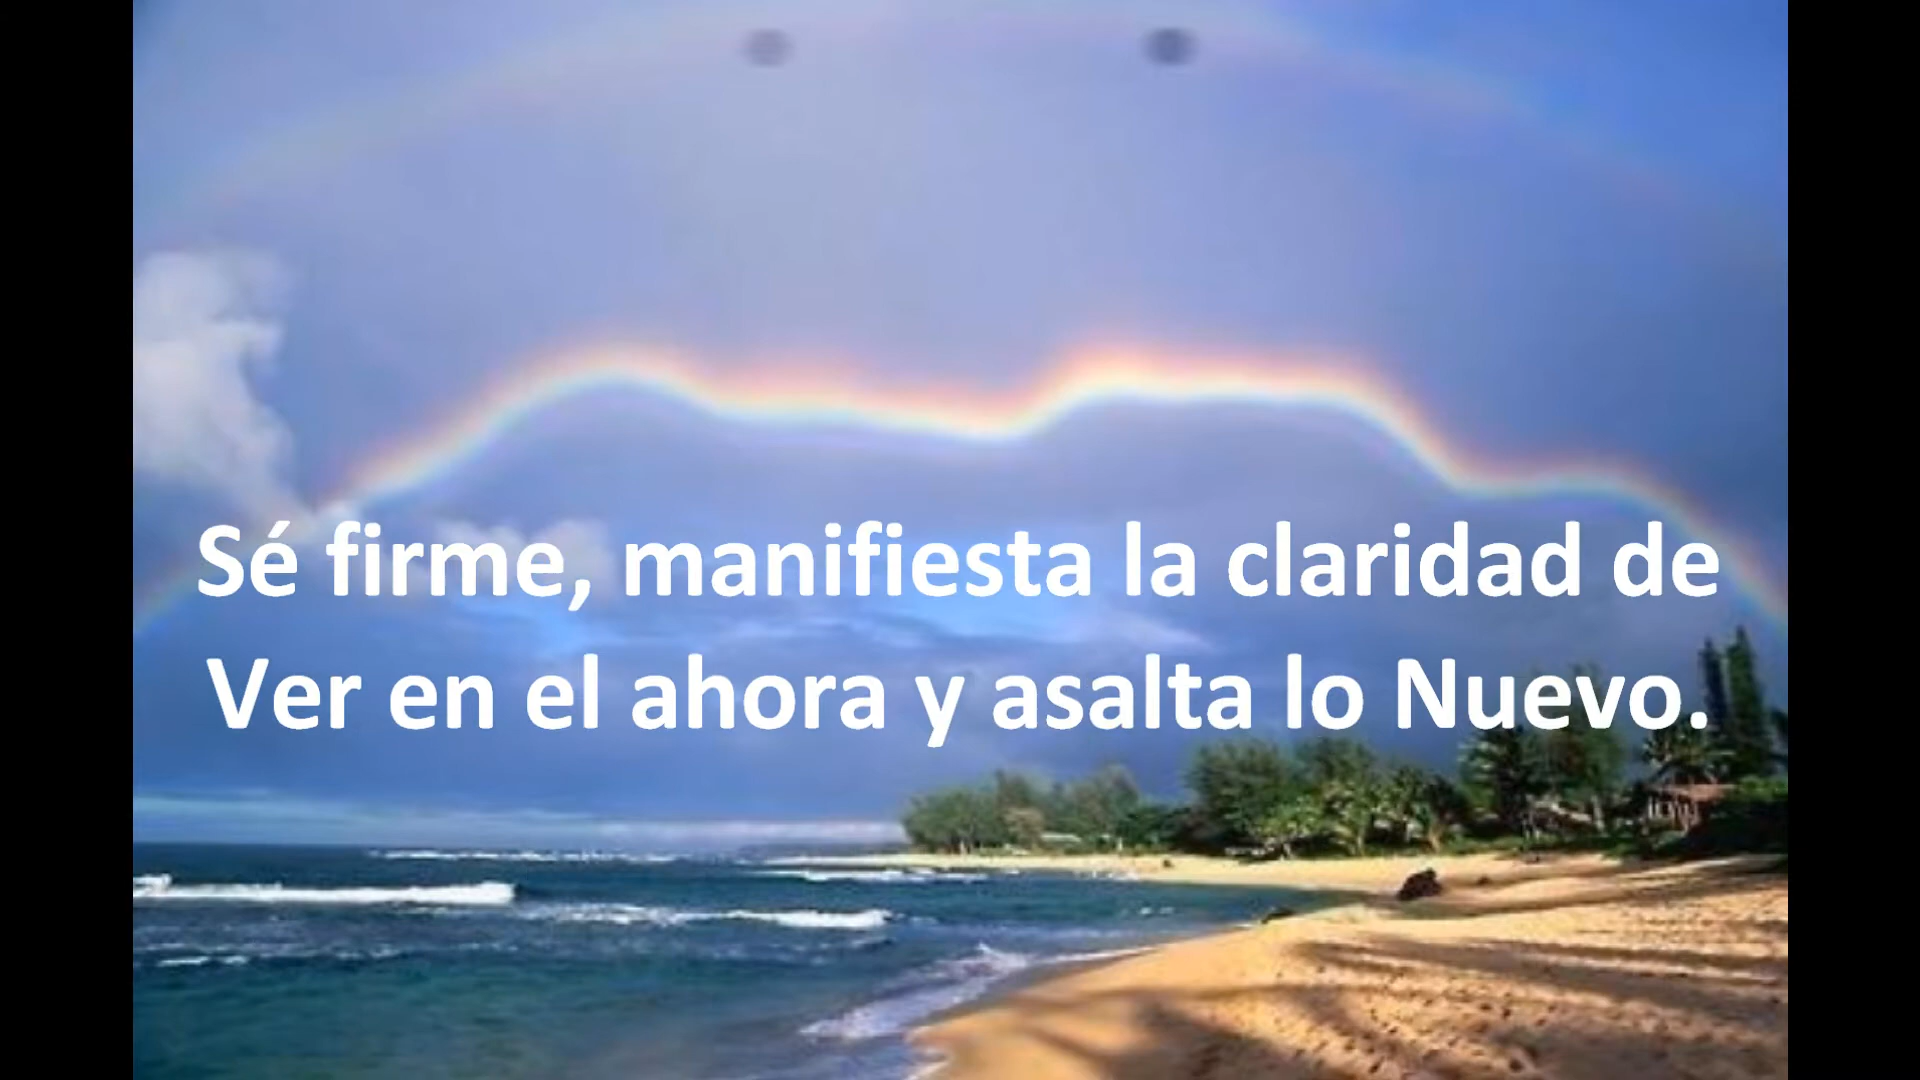 Sé firme, manifiesta la claridad de
Ver en el ahora y asalta lo Nuevo.